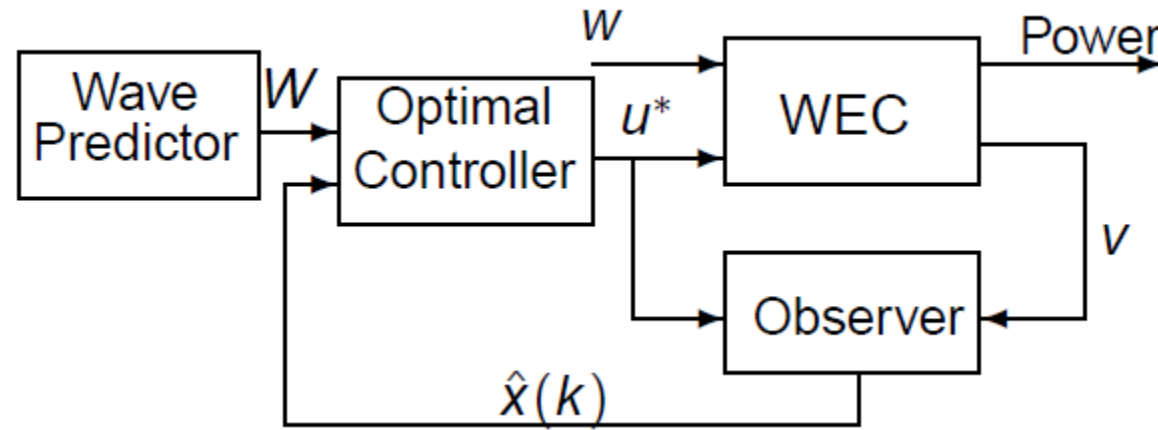 Wave
Predictor
W
Optimal
Controller
w
u*
WEC
Power
v
Observer
x̂(k)